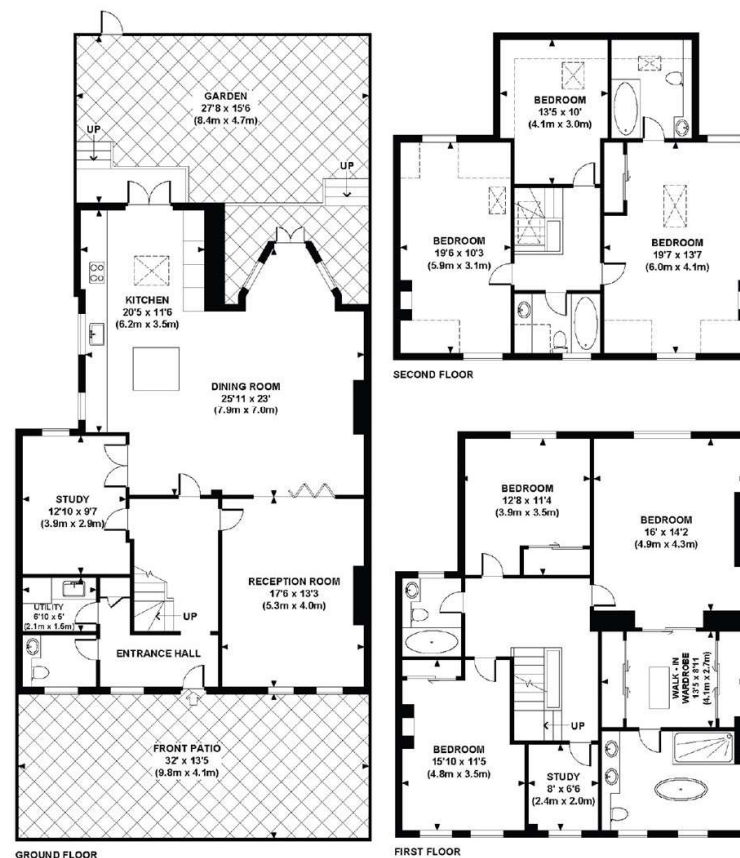 GARDEN
27'8 x 15'6
(8.4m x 4.7m)
UP
UP
KITCHEN
20'5 x 11'6
(6.2m x 3.5m)
DINING ROOM
25'11 x 23'
(7.9m x 7.0m)
STUDY
12'10 x 9'7
(3.9m x 2.9m)
RECEPTION ROOM
17'6 x 13'3
(5.3m x 4.0m)
UTILITY
6'10 x 5'
(2.1m x 1.6m)
UP
ENTRANCE HALL
FRONT PATIO
32' x 13'5
(9.8m x 4.1m)
GROUND FLOOR
BEDROOM
13'5 x 10'
(4.1m x 3.0m)
BEDROOM
19'6 x 10'3
(5.9m x 3.1m)
BEDROOM
19'7 x 13'7
(6.0m x 4.1m)
SECOND FLOOR
BEDROOM
12'8 x 11'4
(3.9m x 3.5m)
BEDROOM
16' x 14'2
(4.9m x 4.3m)
WALK - IN
WARDROBE
13'5 x 8'11
(4.1m x 2.7m)
UP
BEDROOM
15'10 x 11'5
(4.8m x 3.5m)
STUDY
8' x 6'6
(2.4m x 2.0m)
FIRST FLOOR